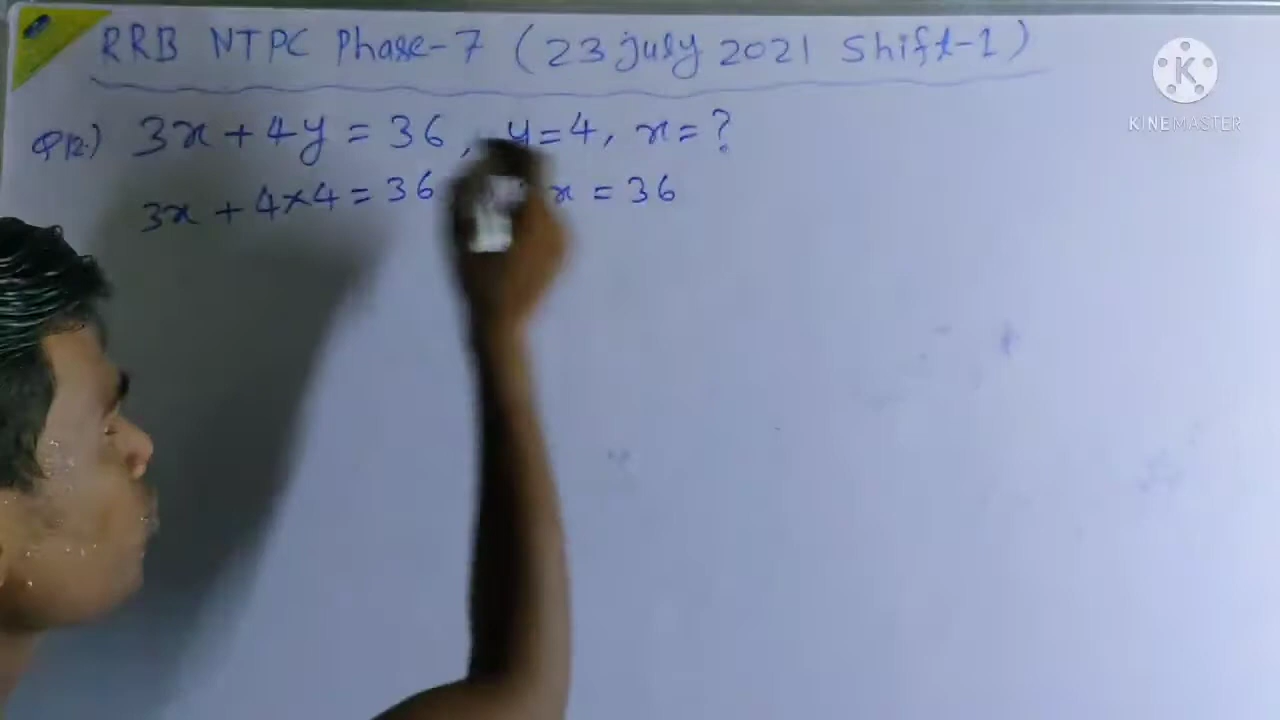 RRB NTPC Phase-7 (23 july 2021 Shift-1)
K
KINEMASTER
Q12.) 3x + 4y = 36, y = 4, x = ?
3x + 4×4 = 36 x = 36